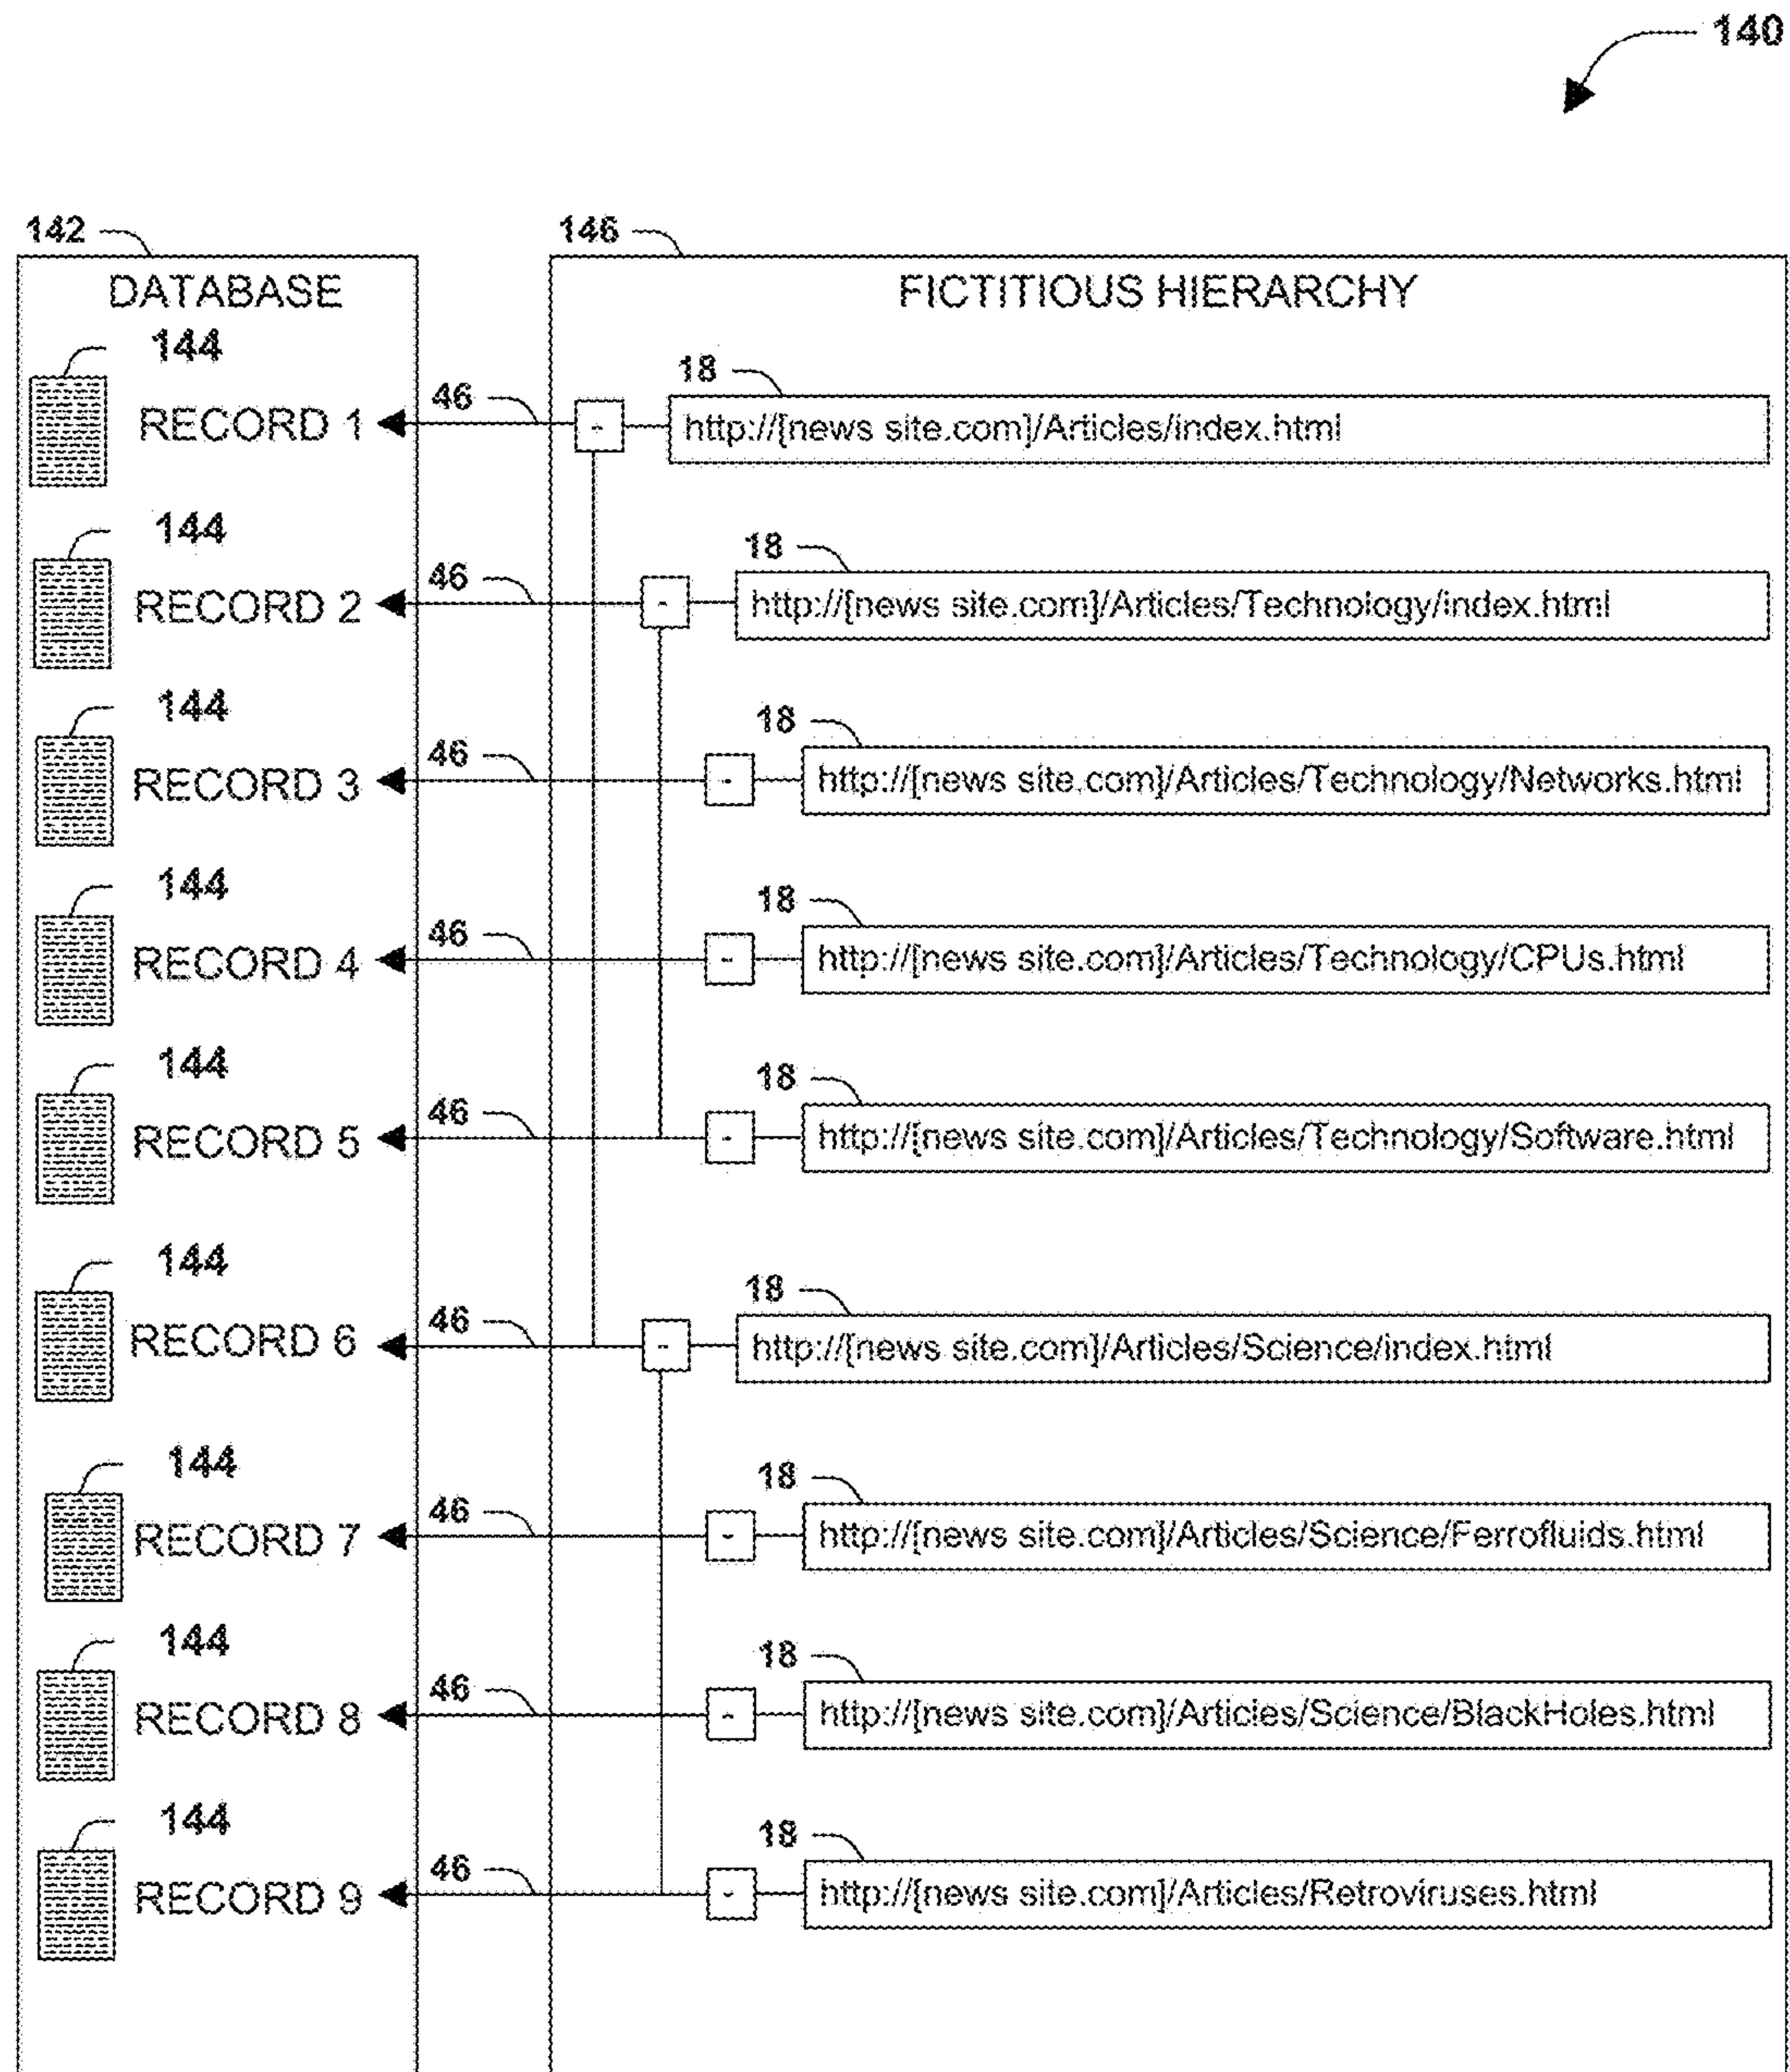 140
142
146
DATABASE
FICTITIOUS HIERARCHY
144
RECORD 1
46
18
http://[news site.com]/Articles/index.html
144
RECORD 2
46
18
http://[news site.com]/Articles/Technology/index.html
144
RECORD 3
46
18
http://[news site.com]/Articles/Technology/Networks.html
144
RECORD 4
46
18
http://[news site.com]/Articles/Technology/CPUs.html
144
RECORD 5
46
18
http://[news site.com]/Articles/Technology/Software.html
144
RECORD 6
46
18
http://[news site.com]/Articles/Science/index.html
144
RECORD 7
46
18
http://[news site.com]/Articles/Science/Ferrofluids.html
144
RECORD 8
46
18
http://[news site.com]/Articles/Science/BlackHoles.html
144
RECORD 9
46
18
http://[news site.com]/Articles/Retroviruses.html